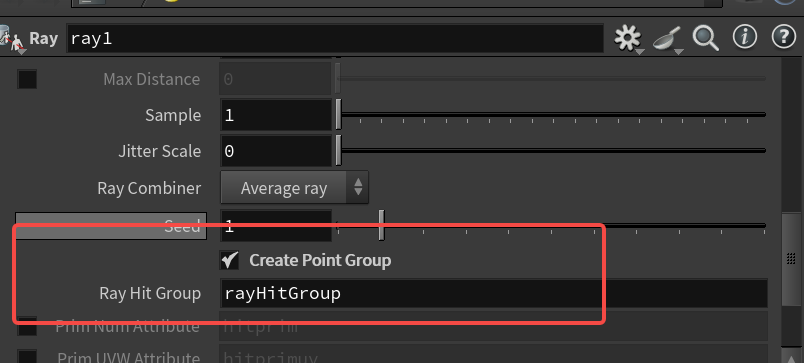 Ray ray1
Max Distance 0
Sample 1
Jitter Scale 0
Ray Combiner Average ray
Seed 1
Create Point Group
Ray Hit Group rayHitGroup
Prim Num Attribute hitprim
Prim UVW Attribute hitprimuv